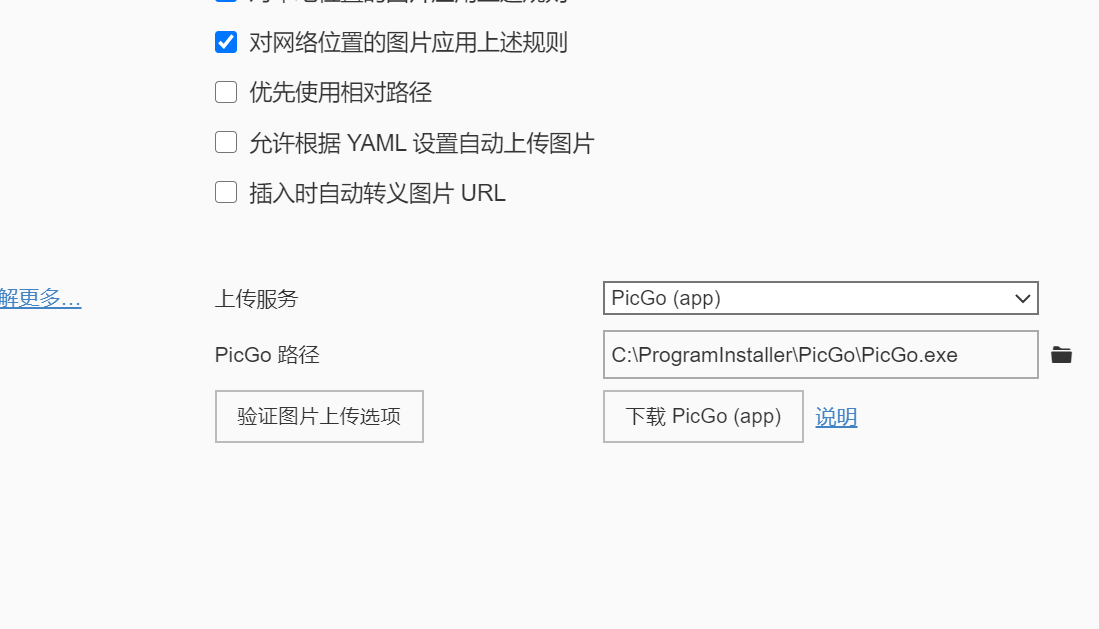 对网络位置的图片应用上述规则
优先使用相对路径
允许根据 YAML 设置自动上传图片
插入时自动转义图片 URL
解更多…
上传服务
PicGo (app)
PicGo 路径
C:\ProgramInstaller\PicGo\PicGo.exe
验证图片上传选项
下载 PicGo (app)
说明